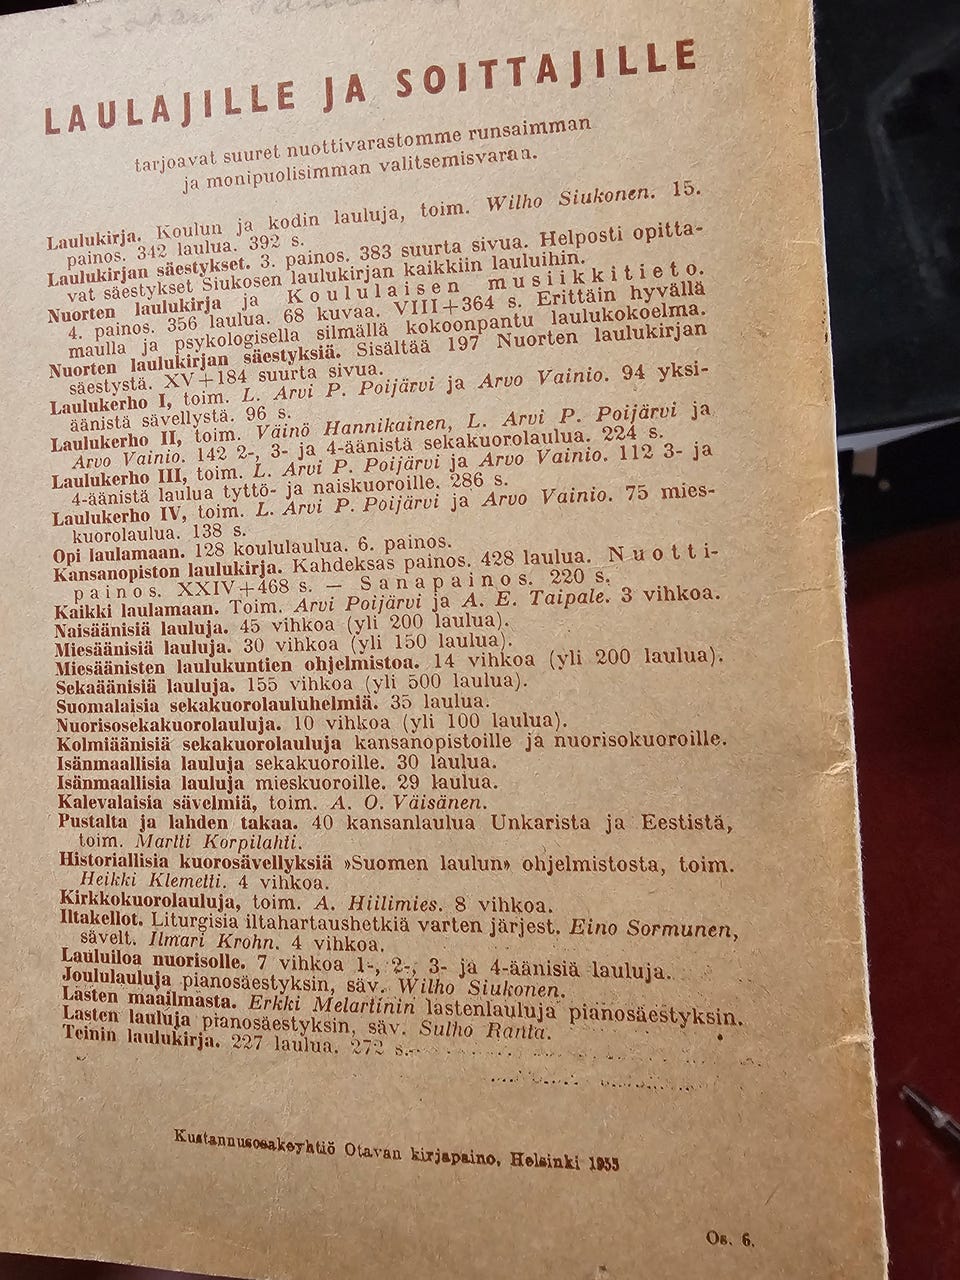 LAULAJILLE JA SOITTAJILLE
tarjoavat suuret nuottivarastomme runsaimman
ja monipuolisimman valitsemisvaran.
Laulukirja. Koulun ja kodin lauluja, toim. Wilho Siukonen. 15.
painos. 342 laulua. 392 s.
Laulukirjan säestykset. 3. painos. 383 suurta sivua. Helposti opitta-
vat säestykset Siukosen laulukirjan kaikkiin lauluihin.
Nuorten laulukirja ja Koululaisen musiikkitieto.
4. painos. 356 laulua. 68 kuvaa. VIII+364 s. Erittäin hyvällä
maulla ja psykologisella silmällä kokoonpantu laulukokoelma.
Nuorten laulukirjan säestyksiä. Sisältää 197 Nuorten laulukirjan
säestystä. XV+184 suurta sivua.
Laulukerho I, toim. L. Arvi P. Poijärvi ja Arvo Vainio. 94 yksi-
äänistä sävellystä. 96 s.
Laulukerho II, toim. Väinö Hannikainen, L. Arvi P. Poijärvi ja
Arvo Vainio. 142 2-, 3- ja 4-äänistä sekakuorolaulua. 224 s.
Laulukerho III, toim. L. Arvi P. Poijärvi ja Arvo Vainio. 112 3- ja
4-äänistä laulua tyttö- ja naiskuoroille. 286 s.
Laulukerho IV, toim. L. Arvi P. Poijärvi ja Arvo Vainio. 75 mies-
kuorolaulua. 138 s.
Opi laulamaan. 128 koululaulua. 6. painos.
Kansanopiston laulukirja. Kahdeksas painos. 428 laulua. Nuotti-
painos. XXIV+468 s. — Sanapainos. 220 s.
Kaikki laulamaan. Toim. Arvi Poijärvi ja A. E. Taipale. 3 vihkoa.
Naisäänisiä lauluja. 45 vihkoa (yli 200 laulua).
Miesäänisiä lauluja. 30 vihkoa (yli 150 laulua).
Miesäänisten laulukuntien ohjelmistoa. 14 vihkoa (yli 200 laulua).
Sekaäänisiä lauluja. 155 vihkoa (yli 500 laulua).
Suomalaisia sekakuorolauluhelmiä. 35 laulua.
Nuorisosekakuorolauluja. 10 vihkoa (yli 100 laulua).
Kolmiäänisiä sekakuorolauluja kansanopistoille ja nuorisokuoroille.
Isänmaallisia lauluja sekakuoroille. 30 laulua.
Isänmaallisia lauluja mieskuoroille. 29 laulua.
Kalevalaisia sävelmiä, toim. A. O. Väisänen.
Pustalta ja lahden takaa. 40 kansanlaulua Unkarista ja Eestistä,
toim. Martti Korpilahti.
Historiallisia kuorosävellyksiä »Suomen laulun» ohjelmistosta, toim.
Heikki Klemetti. 4 vihkoa.
Kirkkokuorolauluja, toim. A. Hiilimies. 8 vihkoa.
Iltakellot. Liturgisia iltahartaushetkiä varten järjest. Eino Sormunen,
sävelt. Ilmari Krohn. 4 vihkoa.
Lauluiloa nuorisolle. 7 vihkoa 1-, 2-, 3- ja 4-äänisiä lauluja.
Joululauluja pianosäestyksin, säv. Wilho Siukonen.
Lasten maailmasta. Erkki Melartinin lastenlauluja pianosäestyksin.
Lasten lauluja pianosäestyksin, säv. Sulho Ranta.
Teinin laulukirja. 227 laulua. 272 s.
Kustannusosakeyhtiö Otavan kirjapaino, Helsinki 1955
Os. 6.